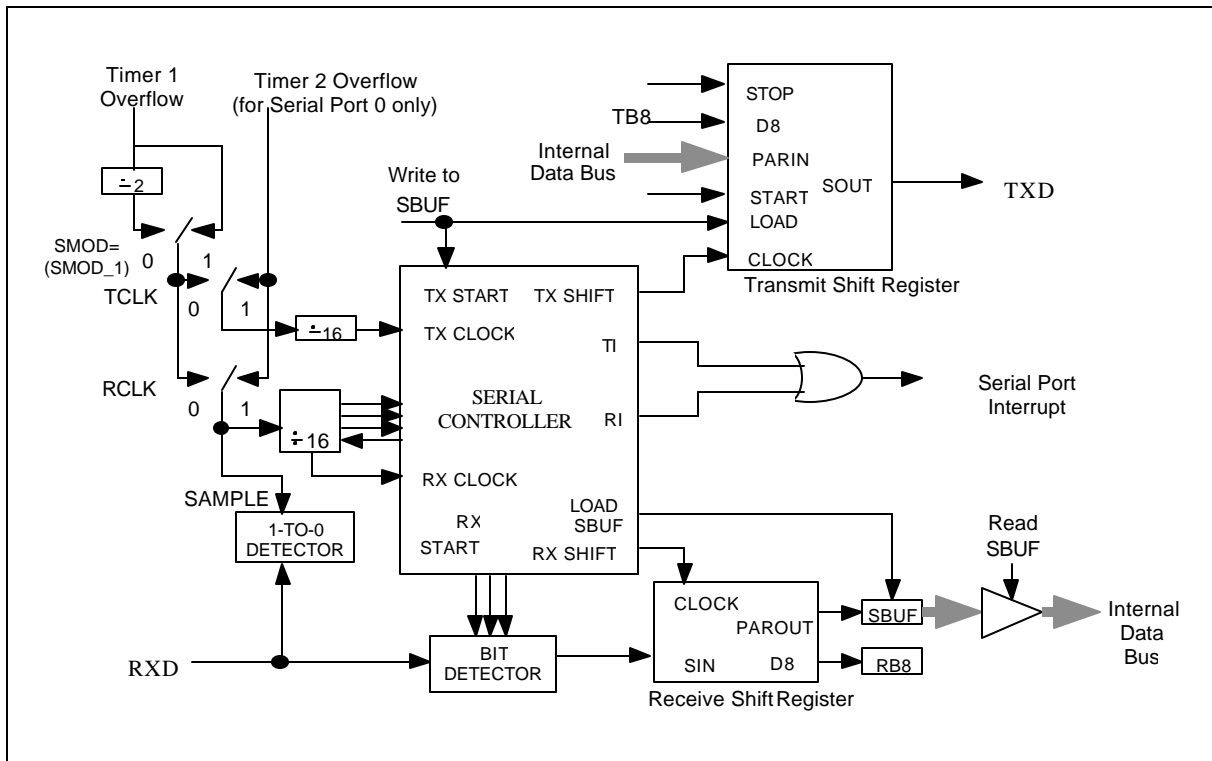 Timer 1
Overflow
Timer 2 Overflow
(for Serial Port 0 only)
÷2
SMOD=
(SMOD_1)
0
1
TCLK
0
1
÷16
RCLK
0
1
÷16
SAMPLE
1-TO-0
DETECTOR
RXD
Write to
SBUF
TX START
TX SHIFT
TX CLOCK
TI
SERIAL
CONTROLLER
RI
RX CLOCK
LOAD
SBUF
RX
START
RX SHIFT
BIT
DETECTOR
TB8
Internal
Data Bus
STOP
D8
PARIN
SOUT
START
LOAD
CLOCK
Transmit Shift Register
TXD
Serial Port
Interrupt
CLOCK
PAROUT
SIN
D8
Receive Shift Register
SBUF
RB8
Read
SBUF
Internal
Data
Bus